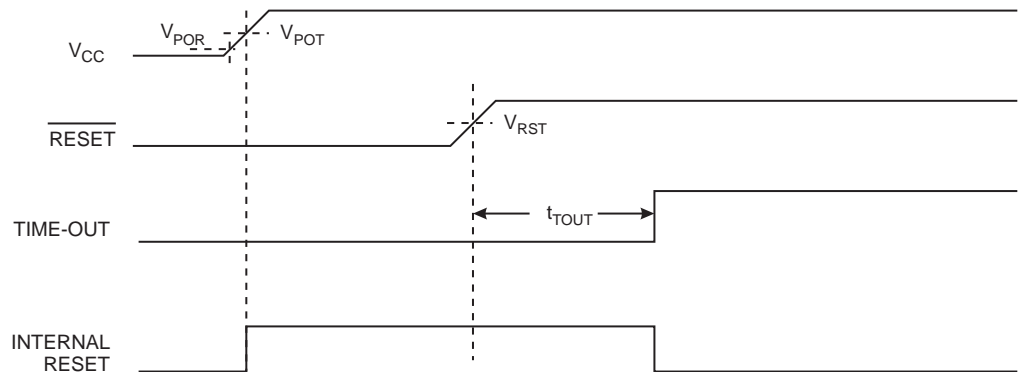 V_POR
V_POT
V_CC
RESET
V_RST
TIME-OUT
t_TOUT
INTERNAL
RESET